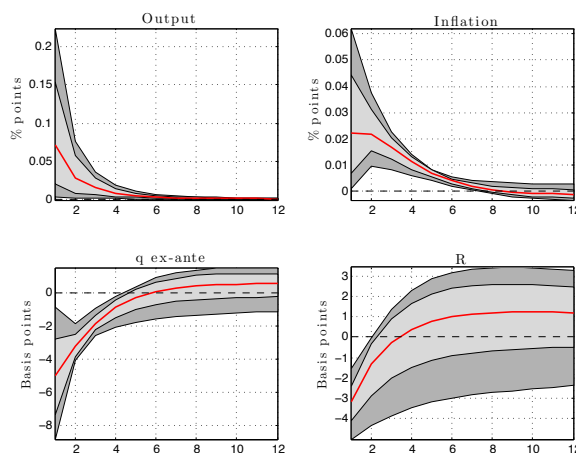 Output
Inflation
% points
0.2
0.15
0.1
0.05
0
2 4 6 8 10 12
% points
0.06
0.05
0.04
0.03
0.02
0.01
0
2 4 6 8 10 12
q ex-ante
R
Basis points
0
−2
−4
−6
−8
2 4 6 8 10 12
Basis points
3
2
1
0
−1
−2
−3
−4
2 4 6 8 10 12